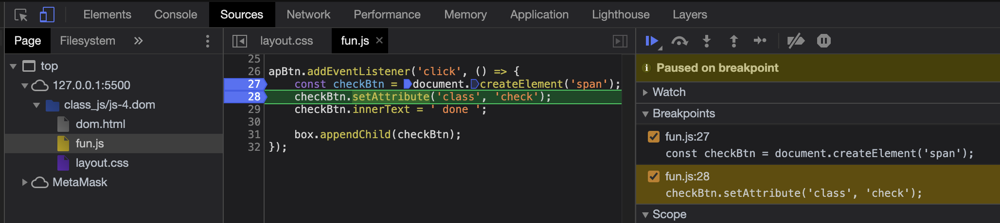 Elements Console Sources Network Performance Memory Application Lighthouse Layers
Page Filesystem »
top
127.0.0.1:5500
class_js/js-4.dom
dom.html
fun.js
layout.css
MetaMask
layout.css fun.js ×
25
26 apBtn.addEventListener('click', () => {
27 const checkBtn = document.createElement('span');
28 checkBtn.setAttribute('class', 'check');
29 checkBtn.innerText = ' done ';
30
31 box.appendChild(checkBtn);
32 });
Paused on breakpoint
Watch
Breakpoints
fun.js:27
const checkBtn = document.createElement('span');
fun.js:28
checkBtn.setAttribute('class', 'check');
Scope